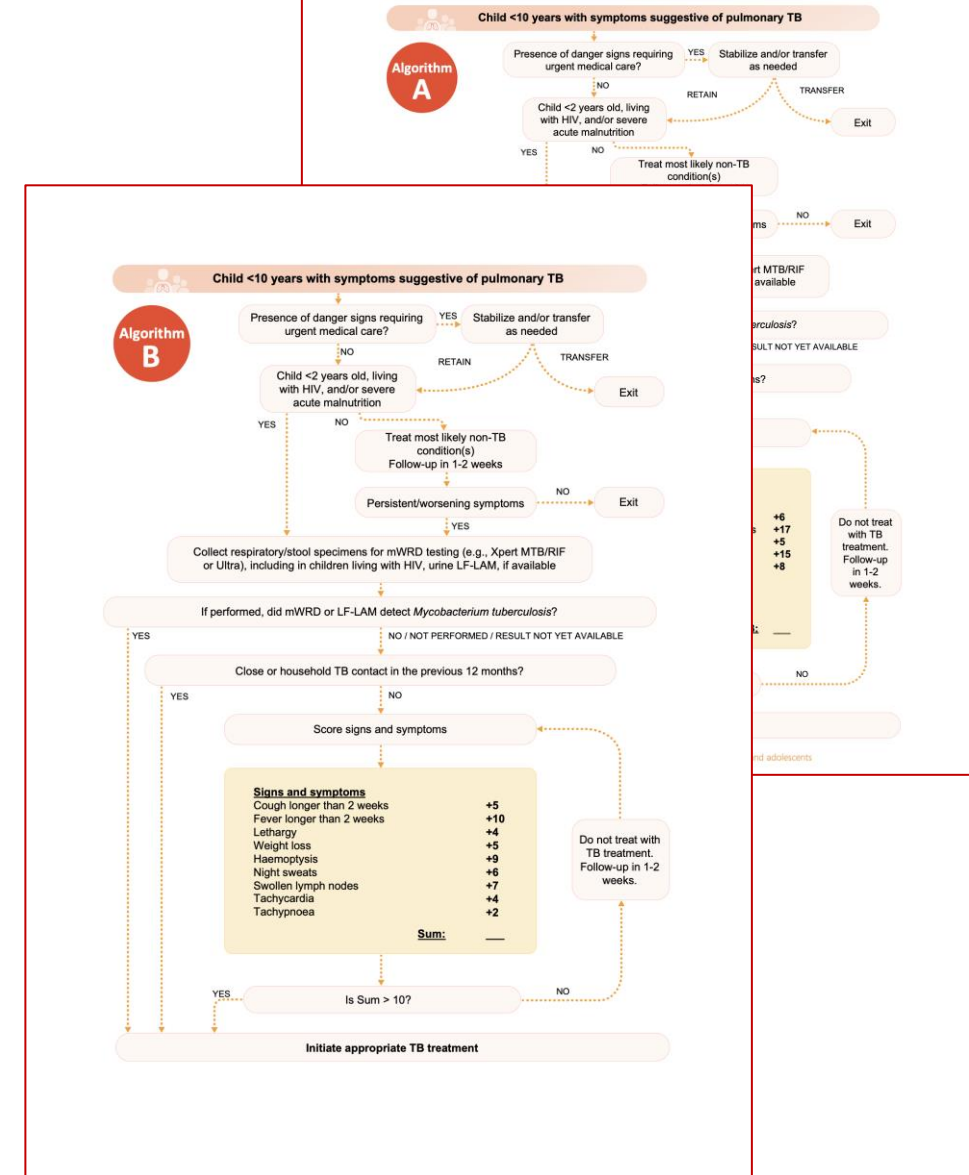 Child <10 years with symptoms suggestive of pulmonary TB
Algorithm
A
Presence of danger signs requiring
urgent medical care?
YES
Stabilize and/or transfer
as needed
NO
RETAIN
TRANSFER
Child <2 years old, living
with HIV, and/or severe
acute malnutrition
Exit
YES
NO
Treat most likely non-TB
condition(s)
NO
Exit
MTB/RIF
available
SULT NOT YET AVAILABLE
+6
+17
+5
+15
+8
Do not treat
with TB
treatment.
Follow-up
in 1-2
weeks.
NO
nd adolescents
Child <10 years with symptoms suggestive of pulmonary TB
Algorithm
B
Presence of danger signs requiring
urgent medical care?
YES
Stabilize and/or transfer
as needed
NO
RETAIN
TRANSFER
Child <2 years old, living
with HIV, and/or severe
acute malnutrition
Exit
YES
NO
Treat most likely non-TB
condition(s)
Follow-up in 1-2 weeks
Persistent/worsening symptoms
NO
Exit
YES
Collect respiratory/stool specimens for mWRD testing (e.g., Xpert MTB/RIF
or Ultra), including in children living with HIV, urine LF-LAM, if available
If performed, did mWRD or LF-LAM detect Mycobacterium tuberculosis?
YES
NO / NOT PERFORMED / RESULT NOT YET AVAILABLE
Close or household TB contact in the previous 12 months?
YES
NO
Score signs and symptoms
Signs and symptoms
Cough longer than 2 weeks +5
Fever longer than 2 weeks +10
Lethargy +4
Weight loss +5
Haemoptysis +9
Night sweats +6
Swollen lymph nodes +7
Tachycardia +4
Tachypnoea +2
Sum: ___
Do not treat with
TB treatment.
Follow-up in 1-2
weeks.
YES
Is Sum > 10?
NO
Initiate appropriate TB treatment